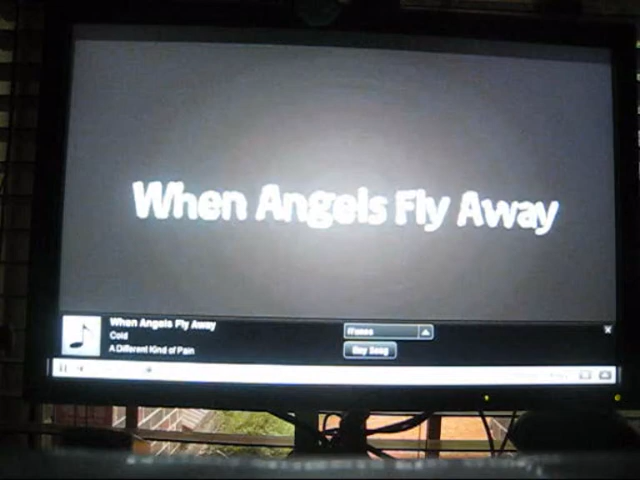 When Angels Fly Away
When Angels Fly Away
Cold
A Different Kind of Pain
iTunes
Buy Song